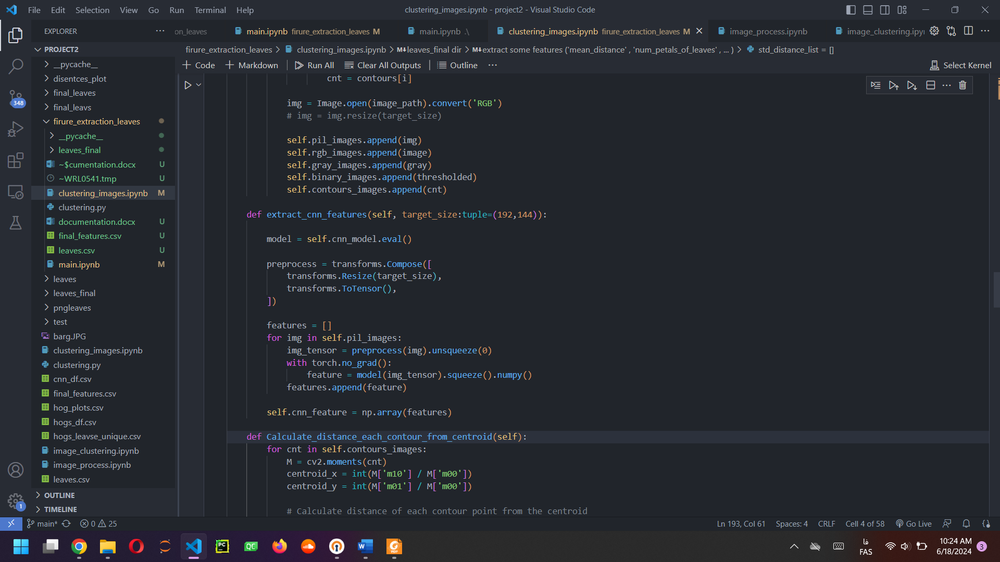 File Edit Selection View Go Run Terminal Help
clustering_images.ipynb - project2 - Visual Studio Code
EXPLORER
on_leaves
main.ipynb firure_extraction_leaves M
main.ipynb .\
clustering_images.ipynb firure_extraction_leaves M
image_process.ipynb
image_clustering.ipy
firure_extraction_leaves > clustering_images.ipynb > M↓leaves_final dir > M↓extract some features ('mean_distance' , 'num_petals_of_leaves' , ... ) > std_distance_list = []
+ Code + Markdown Run All Clear All Outputs Outline ...
Select Kernel
PROJECT2
__pycache__
disentces_plot
final_leaves
final_leavs
firure_extraction_leaves
__pycache__
leaves_final
~$cumentation.docx U
~WRL0541.tmp U
clustering_images.ipynb M
clustering.py
documentation.docx U
final_features.csv U
leaves.csv U
main.ipynb M
leaves
leaves_final
pngleaves
test
barg.JPG
clustering_images.ipynb
clustering.py
cnn_df.csv
final_features.csv
hog_plots.csv
hogs_df.csv
hogs_leavse_unique.csv
image_clustering.ipynb
image_process.ipynb
leaves.csv
OUTLINE
TIMELINE
348
1
cnt = contours[i]
img = Image.open(image_path).convert('RGB')
# img = img.resize(target_size)
self.pil_images.append(img)
self.rgb_images.append(image)
self.gray_images.append(gray)
self.binary_images.append(thresholded)
self.contours_images.append(cnt)
def extract_cnn_features(self, target_size:tuple=(192,144)):
model = self.cnn_model.eval()
preprocess = transforms.Compose([
transforms.Resize(target_size),
transforms.ToTensor(),
])
features = []
for img in self.pil_images:
img_tensor = preprocess(img).unsqueeze(0)
with torch.no_grad():
feature = model(img_tensor).squeeze().numpy()
features.append(feature)
self.cnn_feature = np.array(features)
def Calculate_distance_each_contour_from_centroid(self):
for cnt in self.contours_images:
M = cv2.moments(cnt)
centroid_x = int(M['m10'] / M['m00'])
centroid_y = int(M['m01'] / M['m00'])
# Calculate distance of each contour point from the centroid
main* 0 25
Ln 193, Col 61 Spaces: 4 CRLF Cell 4 of 58 Go Live
PC
QC
W
PDF
فا
FAS
10:24 AM
6/18/2024
3